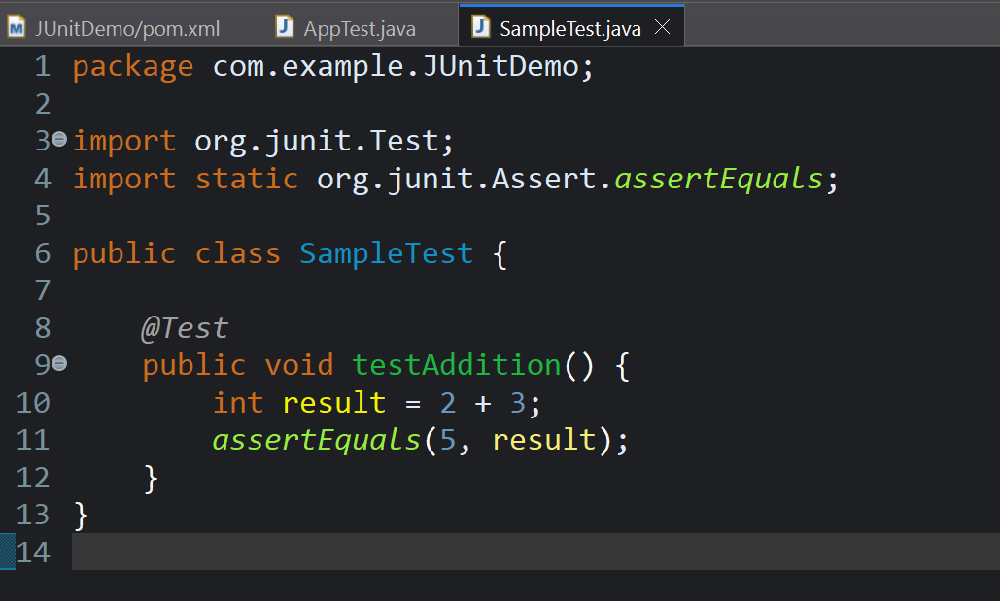 JUnitDemo/pom.xml AppTest.java SampleTest.java
1 package com.example.JUnitDemo;
2
3 import org.junit.Test;
4 import static org.junit.Assert.assertEquals;
5
6 public class SampleTest {
7
8     @Test
9     public void testAddition() {
10         int result = 2 + 3;
11         assertEquals(5, result);
12     }
13 }
14